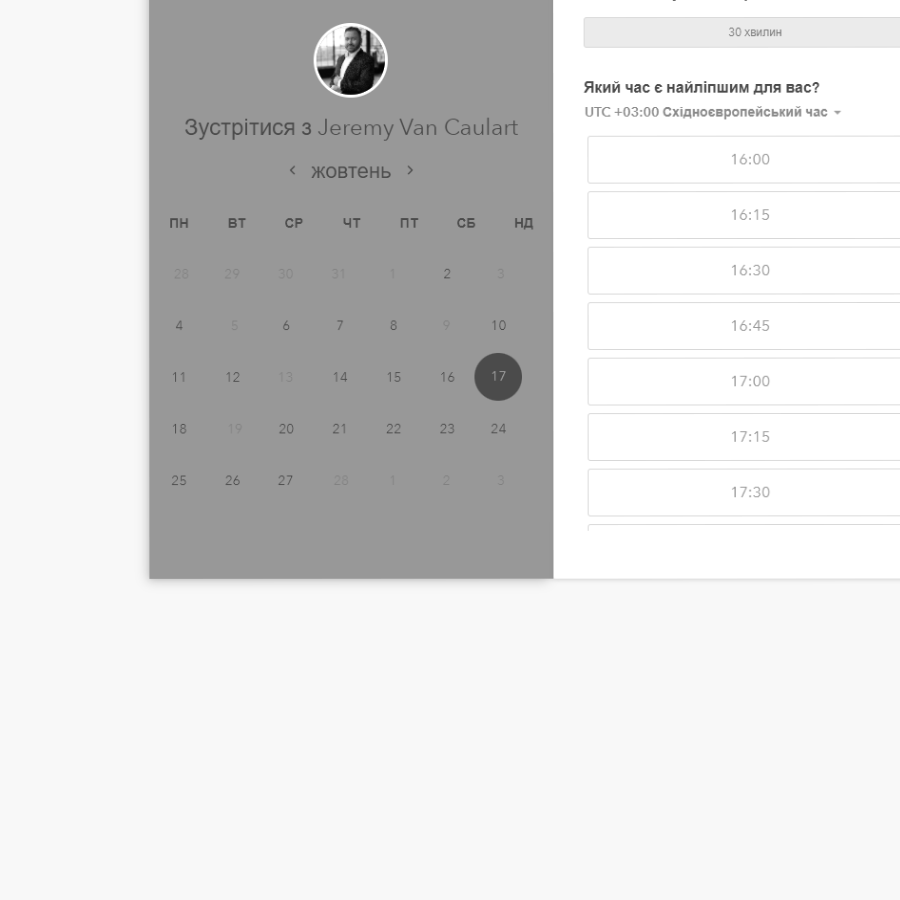 Зустрітися з Jeremy Van Caulart
жовтень
ПН ВТ СР ЧТ ПТ СБ НД
28 29 30 31 1 2 3
4 5 6 7 8 9 10
11 12 13 14 15 16 17
18 19 20 21 22 23 24
25 26 27 28 1 2 3
30 хвилин
Який час є найліпшим для вас?
UTC +03:00 Східноєвропейський час
16:00
16:15
16:30
16:45
17:00
17:15
17:30